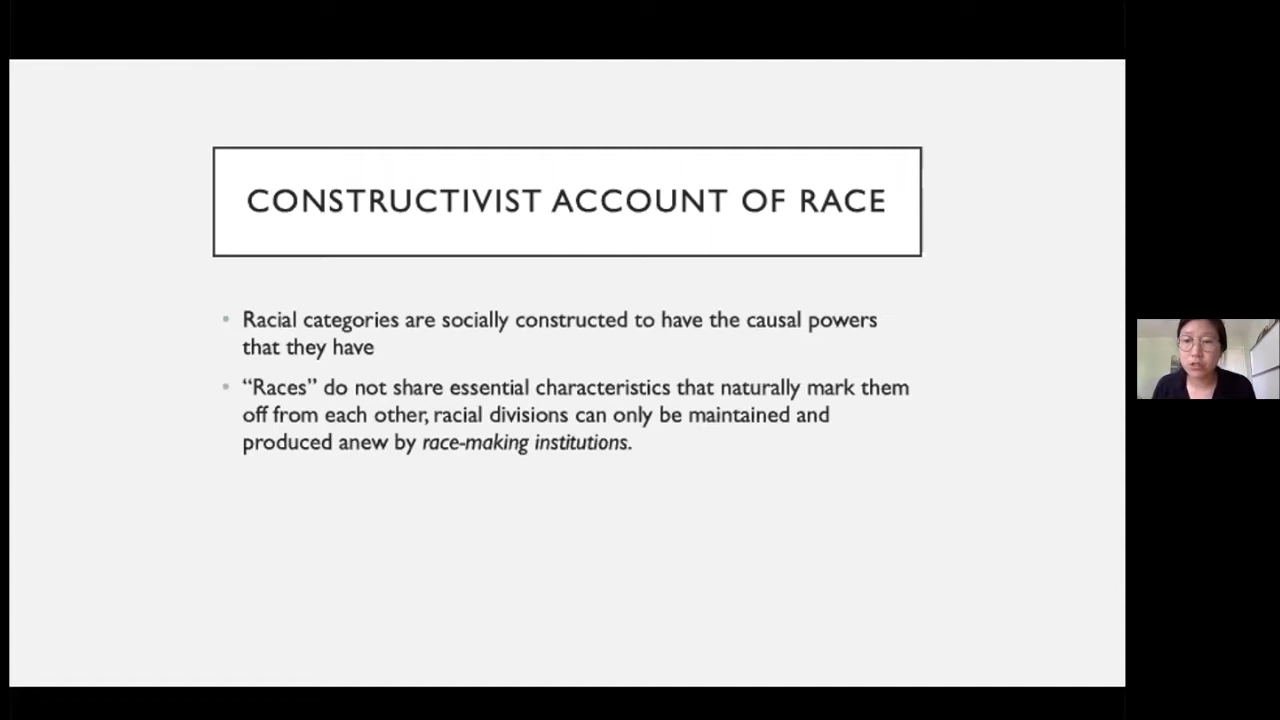 CONSTRUCTIVIST ACCOUNT OF RACE
• Racial categories are socially constructed to have the causal powers
that they have
• “Races” do not share essential characteristics that naturally mark them
off from each other, racial divisions can only be maintained and
produced anew by race-making institutions.